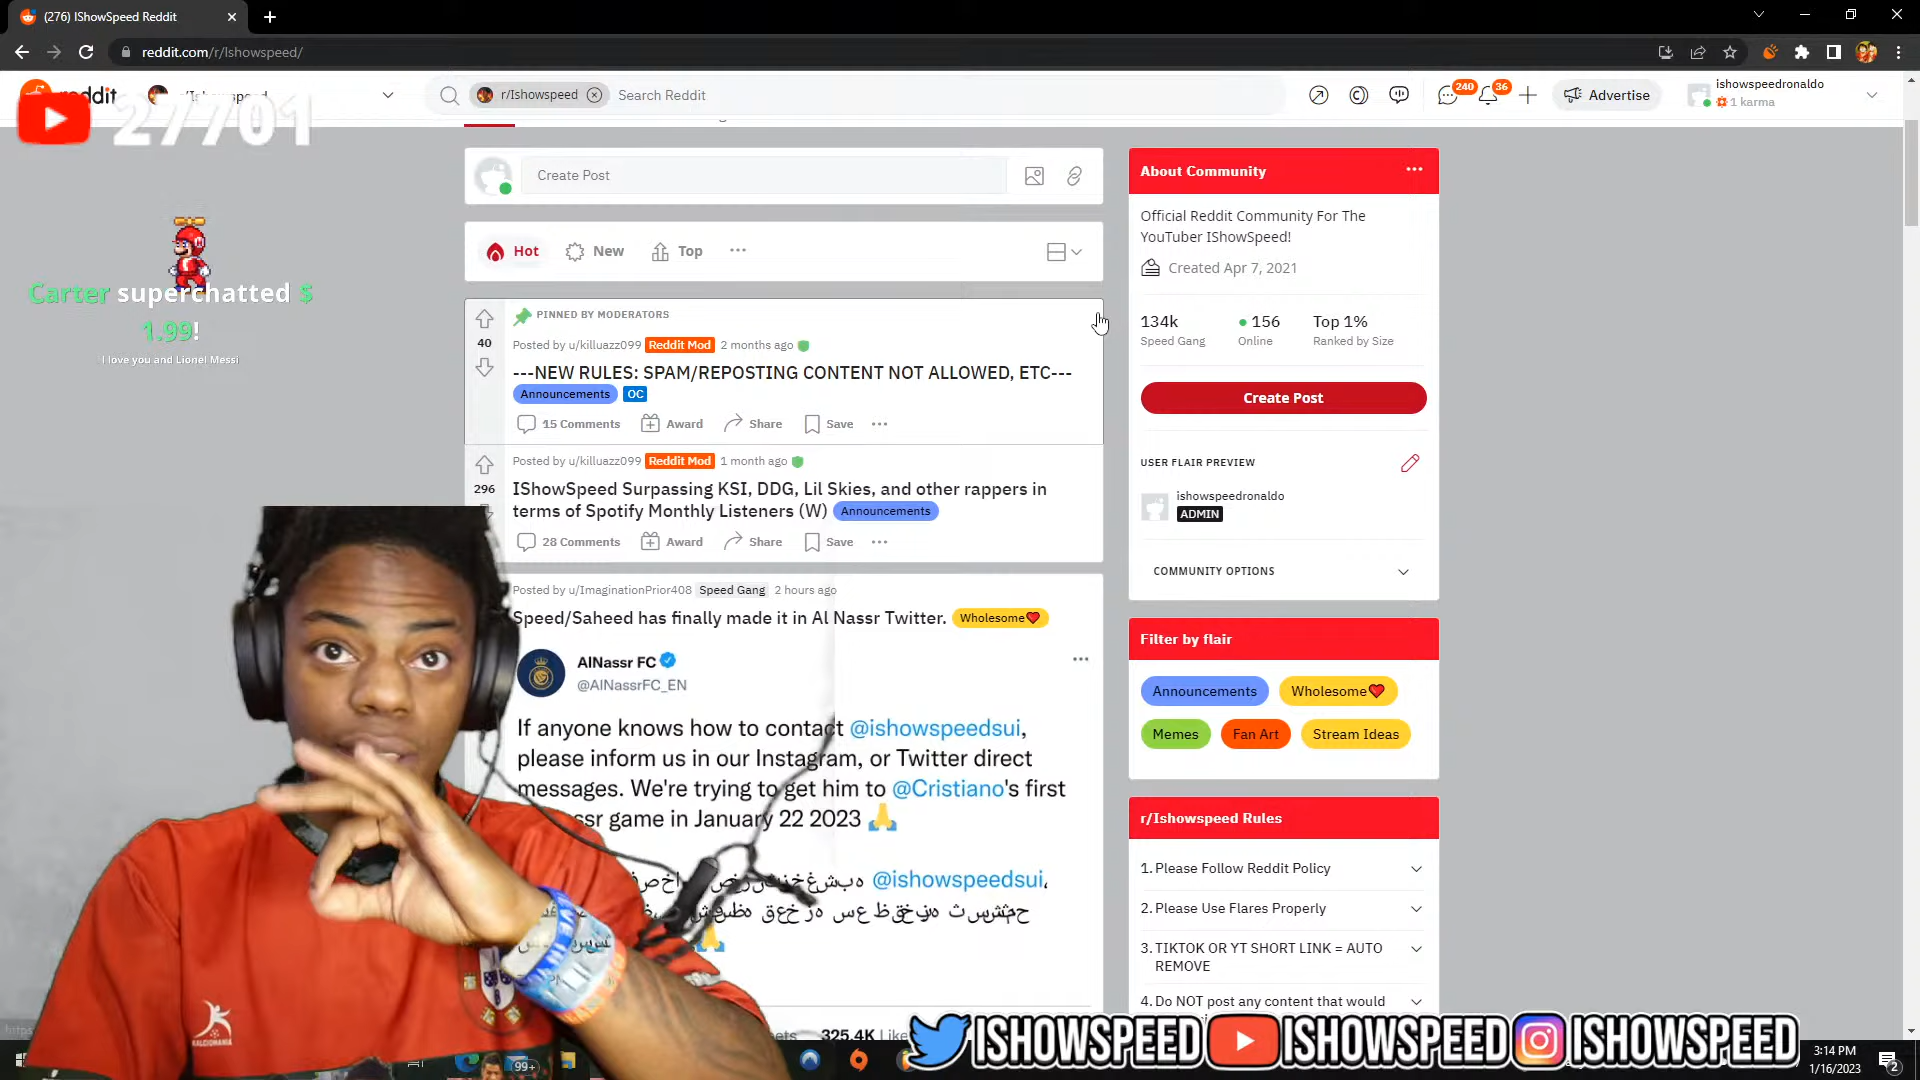 (276) IShowSpeed Reddit
reddit.com/r/Ishowspeed/
reddit
r/Ishowspeed
r/Ishowspeed
Search Reddit
240
36
Advertise
ishowspeedronaldo
1 karma
27701
Carter superchatted $
1.99!
I love you and Lionel Messi
Create Post
Hot
New
Top
PINNED BY MODERATORS
40
Posted by u/killuazz099 Reddit Mod 2 months ago
---NEW RULES: SPAM/REPOSTING CONTENT NOT ALLOWED, ETC---
Announcements OC
15 Comments Award Share Save
Posted by u/killuazz099 Reddit Mod 1 month ago
296
IShowSpeed Surpassing KSI, DDG, Lil Skies, and other rappers in
terms of Spotify Monthly Listeners (W) Announcements
28 Comments Award Share Save
Posted by u/ImaginationPrior408 Speed Gang 2 hours ago
Speed/Saheed has finally made it in Al Nassr Twitter. Wholesome❤️
AlNassr FC
@AlNassrFC_EN
If anyone knows how to contact @ishowspeedsui,
please inform us in our Instagram, or Twitter direct
messages. We're trying to get him to @Cristiano's first
game in January 22 2023 🙏
@ishowspeedsui،
325.4K
About Community
Official Reddit Community For The
YouTuber IShowSpeed!
Created Apr 7, 2021
134k
Speed Gang
156
Online
Top 1%
Ranked by Size
Create Post
USER FLAIR PREVIEW
ishowspeedronaldo
ADMIN
COMMUNITY OPTIONS
Filter by flair
Announcements
Wholesome❤️
Memes
Fan Art
Stream Ideas
r/Ishowspeed Rules
1. Please Follow Reddit Policy
2. Please Use Flares Properly
3. TIKTOK OR YT SHORT LINK = AUTO
REMOVE
4. Do NOT post any content that would
KELCIOMANIA
ISHOWSPEED
ISHOWSPEED
ISHOWSPEED
99+
3:14 PM
1/16/2023
2